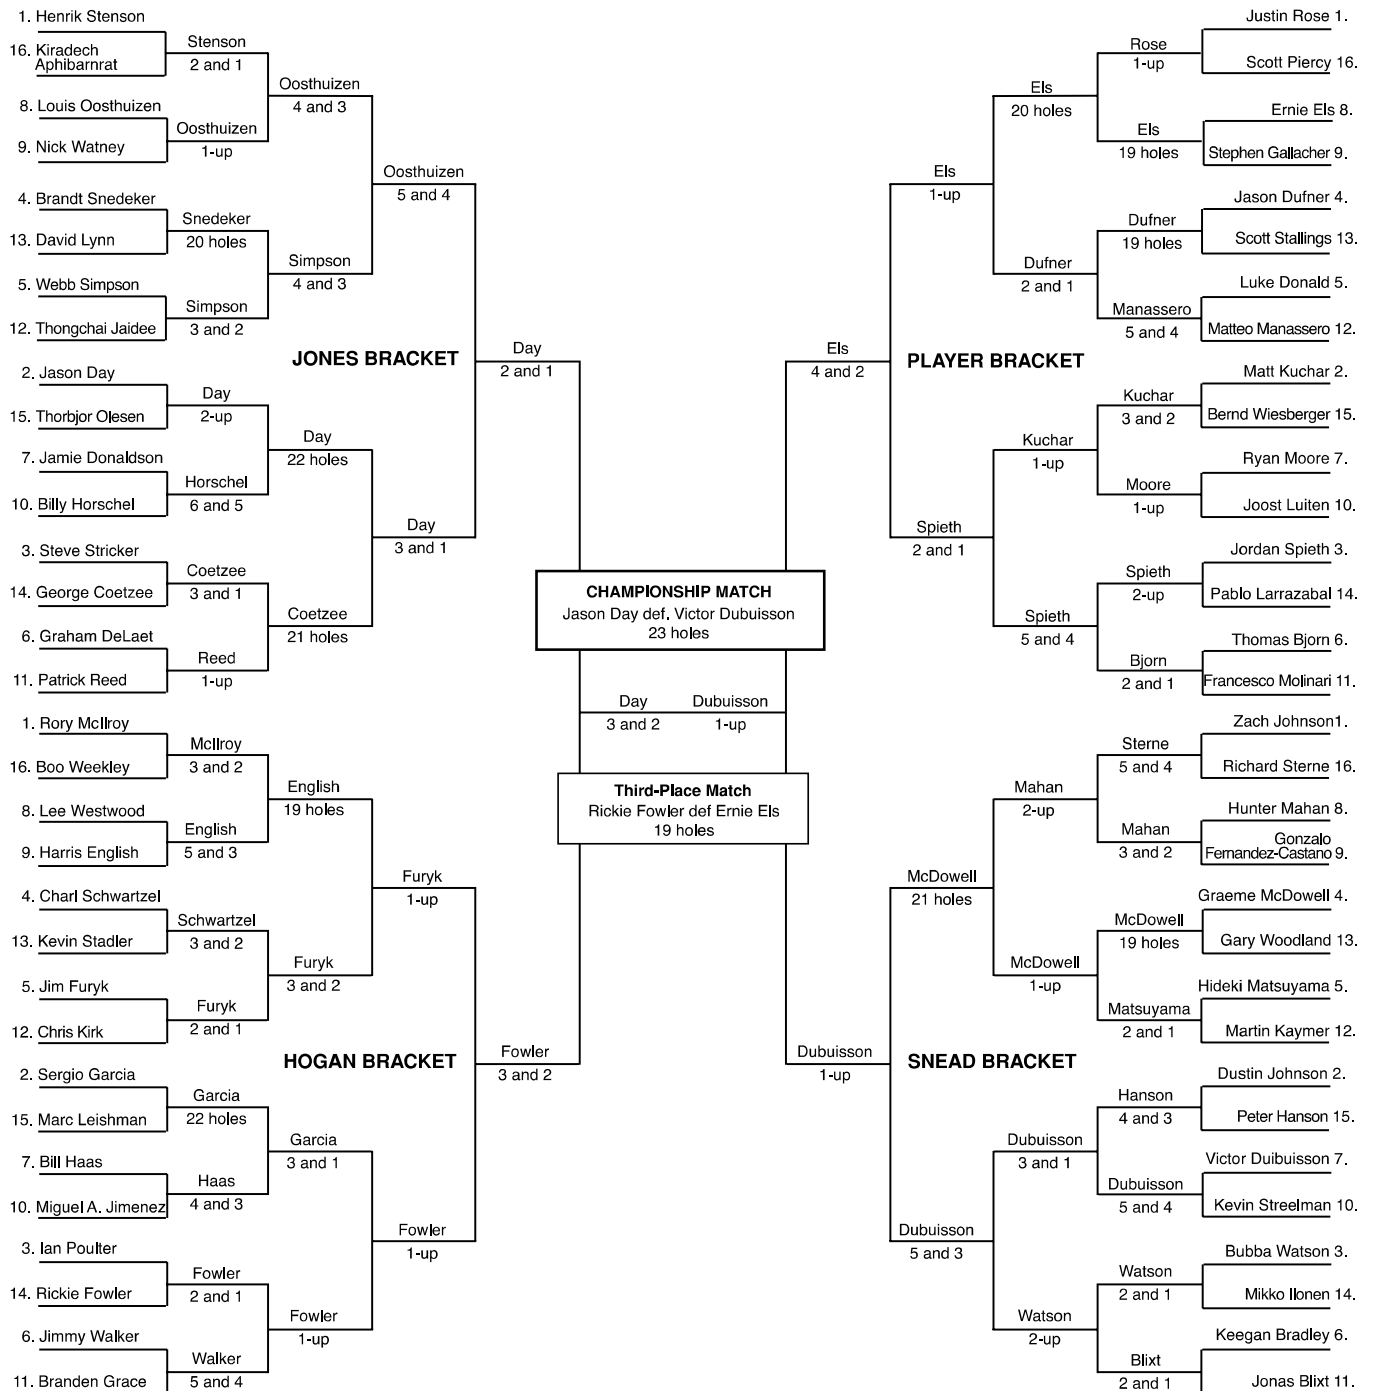 1. Henrik Stenson
16. Kiradech
Aphibarnrat
Stenson
2 and 1
8. Louis Oosthuizen
9. Nick Watney
Oosthuizen
1-up
Oosthuizen
4 and 3
4. Brandt Snedeker
13. David Lynn
Snedeker
20 holes
5. Webb Simpson
12. Thongchai Jaidee
Simpson
3 and 2
Simpson
4 and 3
Oosthuizen
5 and 4
JONES BRACKET
2. Jason Day
15. Thorbjor Olesen
Day
2-up
7. Jamie Donaldson
10. Billy Horschel
Horschel
6 and 5
Day
22 holes
3. Steve Stricker
14. George Coetzee
Coetzee
3 and 1
6. Graham DeLaet
11. Patrick Reed
Reed
1-up
Coetzee
21 holes
Day
3 and 1
Day
2 and 1
1. Rory McIlroy
16. Boo Weekley
McIlroy
3 and 2
8. Lee Westwood
9. Harris English
English
5 and 3
English
19 holes
4. Charl Schwartzel
13. Kevin Stadler
Schwartzel
3 and 2
5. Jim Furyk
12. Chris Kirk
Furyk
2 and 1
Furyk
3 and 2
Furyk
1-up
HOGAN BRACKET
2. Sergio Garcia
15. Marc Leishman
Garcia
22 holes
7. Bill Haas
10. Miguel A. Jimenez
Haas
4 and 3
Garcia
3 and 1
3. Ian Poulter
14. Rickie Fowler
Fowler
2 and 1
6. Jimmy Walker
11. Branden Grace
Walker
5 and 4
Fowler
1-up
Fowler
1-up
Fowler
3 and 2
CHAMPIONSHIP MATCH
Jason Day def. Victor Dubuisson
23 holes
Day
3 and 2
Dubuisson
1-up
Third-Place Match
Rickie Fowler def Ernie Els
19 holes
Justin Rose 1.
Scott Piercy 16.
Rose
1-up
Ernie Els 8.
Stephen Gallacher 9.
Els
19 holes
Els
20 holes
Jason Dufner 4.
Scott Stallings 13.
Dufner
19 holes
Luke Donald 5.
Matteo Manassero 12.
Manassero
5 and 4
Dufner
2 and 1
Els
1-up
PLAYER BRACKET
Els
4 and 2
Matt Kuchar 2.
Bernd Wiesberger 15.
Kuchar
3 and 2
Ryan Moore 7.
Joost Luiten 10.
Moore
1-up
Kuchar
1-up
Jordan Spieth 3.
Pablo Larrazabal 14.
Spieth
2-up
Thomas Bjorn 6.
Francesco Molinari 11.
Bjorn
2 and 1
Spieth
5 and 4
Spieth
2 and 1
Zach Johnson1.
Richard Sterne 16.
Sterne
5 and 4
Hunter Mahan 8.
Gonzalo
Fernandez-Castano 9.
Mahan
3 and 2
Mahan
2-up
Graeme McDowell 4.
Gary Woodland 13.
McDowell
19 holes
Hideki Matsuyama 5.
Martin Kaymer 12.
Matsuyama
2 and 1
McDowell
1-up
McDowell
21 holes
SNEAD BRACKET
Dubuisson
1-up
Dustin Johnson 2.
Peter Hanson 15.
Hanson
4 and 3
Victor Duibuisson 7.
Kevin Streelman 10.
Dubuisson
5 and 4
Dubuisson
3 and 1
Bubba Watson 3.
Mikko Ilonen 14.
Watson
2 and 1
Keegan Bradley 6.
Jonas Blixt 11.
Blixt
2 and 1
Watson
2-up
Dubuisson
5 and 3